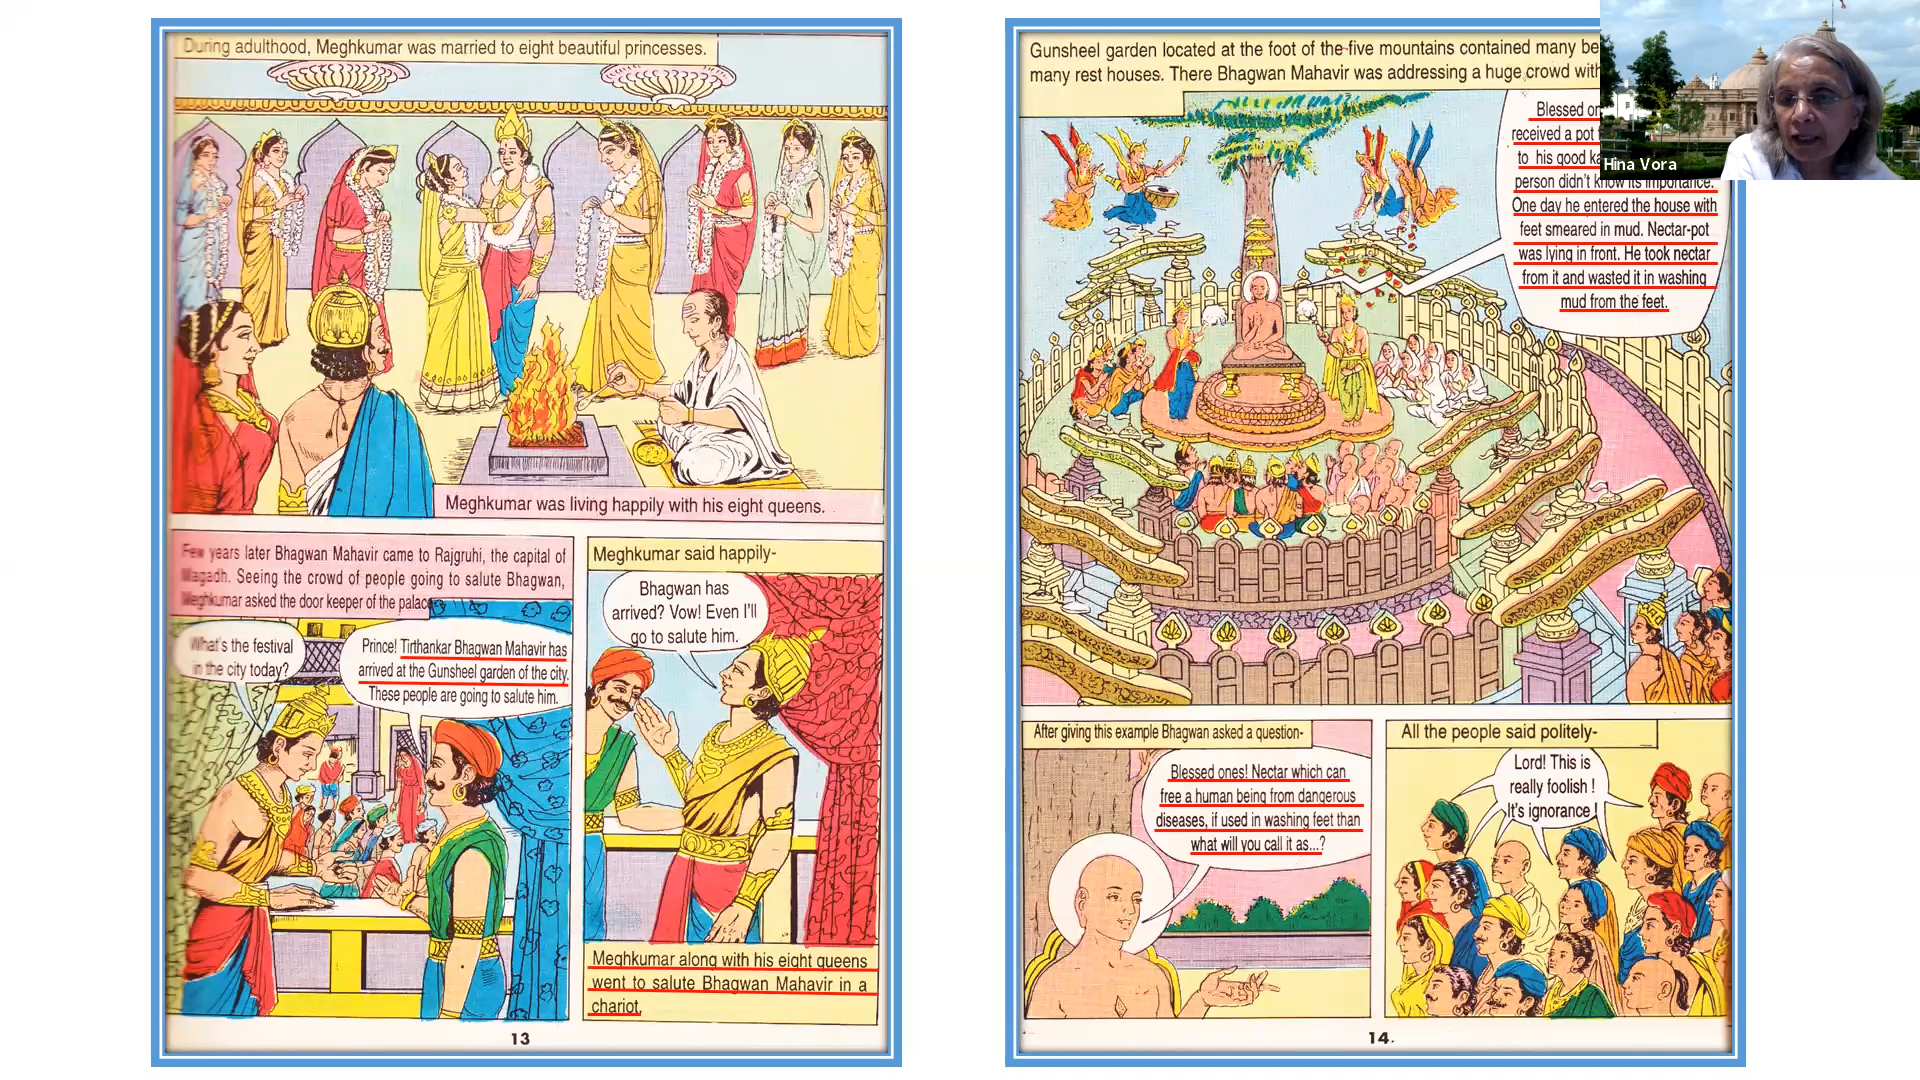 During adulthood, Meghkumar was married to eight beautiful princesses.
Meghkumar was living happily with his eight queens.
Few years later Bhagwan Mahavir came to Rajgruhi, the capital of
Magadh. Seeing the crowd of people going to salute Bhagwan,
Meghkumar asked the door keeper of the palace
What's the festival
in the city today?
Prince! Tirthankar Bhagwan Mahavir has
arrived at the Gunsheel garden of the city.
These people are going to salute him.
Meghkumar said happily-
Bhagwan has
arrived? Vow! Even I'll
go to salute him.
Meghkumar along with his eight queens
went to salute Bhagwan Mahavir in a
chariot.
13
Gunsheel garden located at the foot of the five mountains contained many
many rest houses. There Bhagwan Mahavir was addressing a huge crowd with
Blessed
received a pot
to his good
person didn't know its importance.
One day he entered the house with
feet smeared in mud. Nectar-pot
was lying in front. He took nectar
from it and wasted it in washing
mud from the feet.
After giving this example Bhagwan asked a question-
Blessed ones! Nectar which can
free a human being from dangerous
diseases, if used in washing feet than
what will you call it as...?
All the people said politely-
Lord! This is
really foolish !
It's ignorance!
14.
Hina Vora